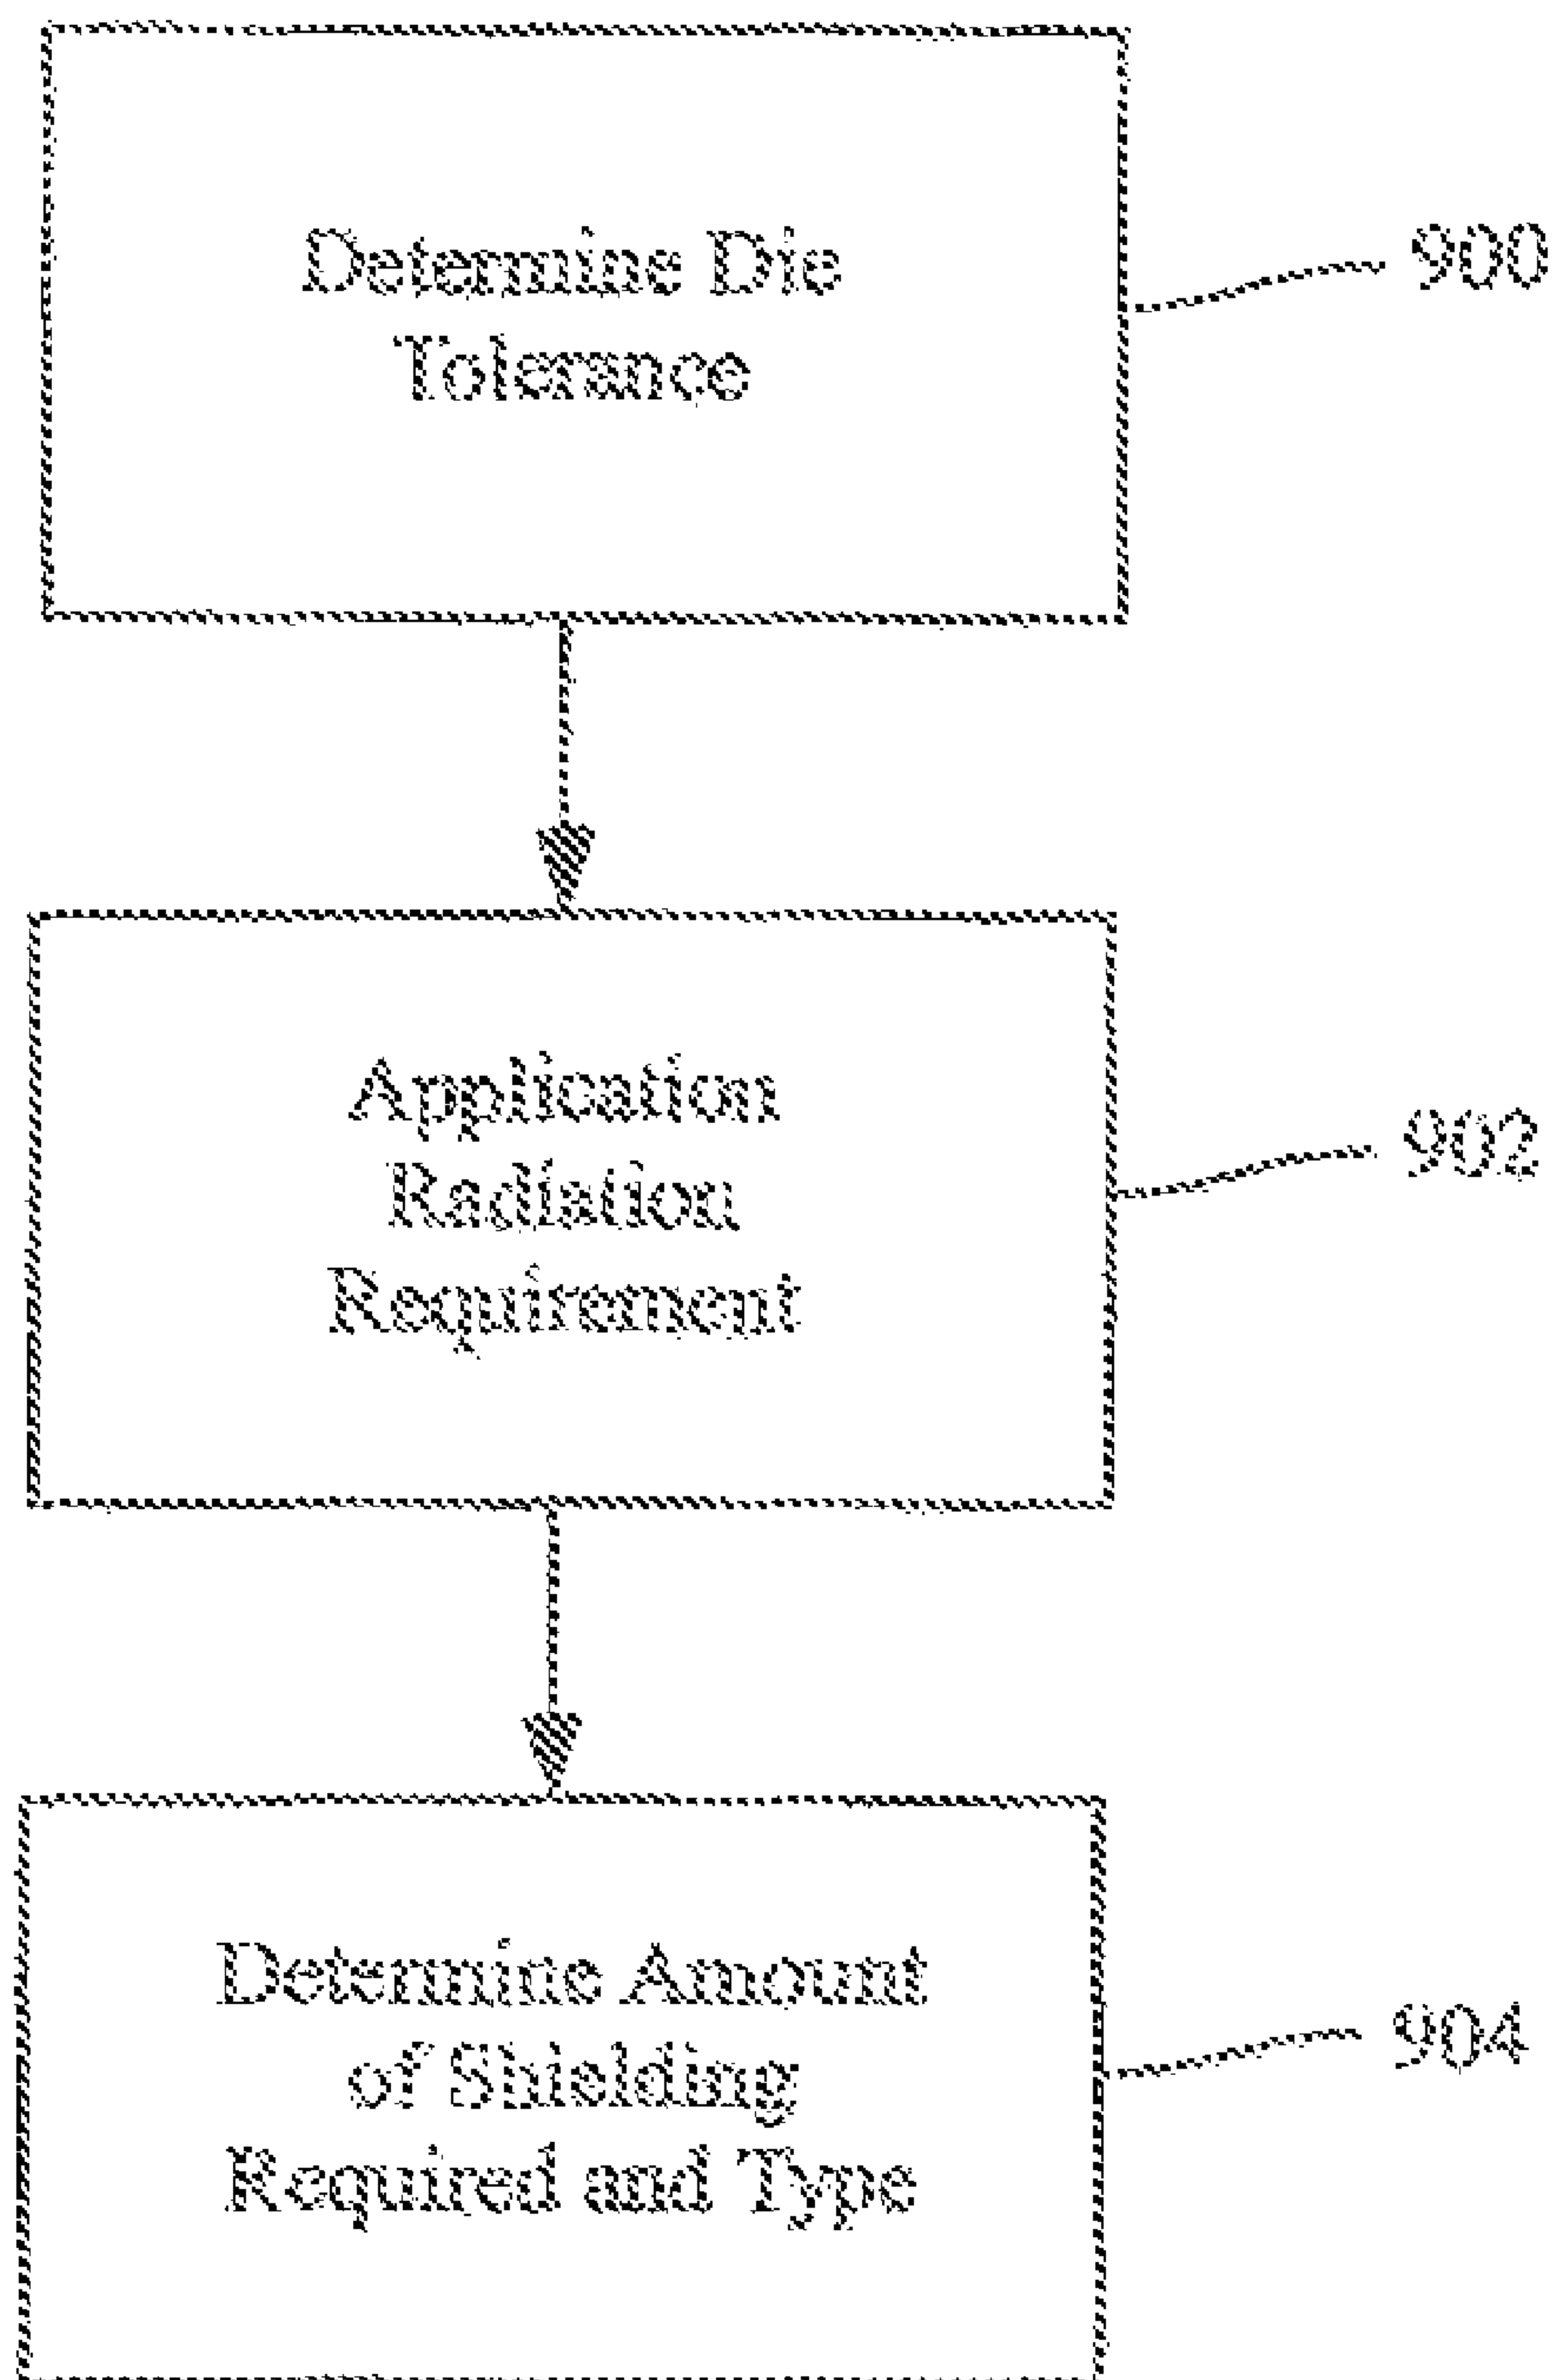 Determine Die
Tolerance
900
Application
Radiation
Requirement
902
Determine Amount
of Shielding
Required and Type
904